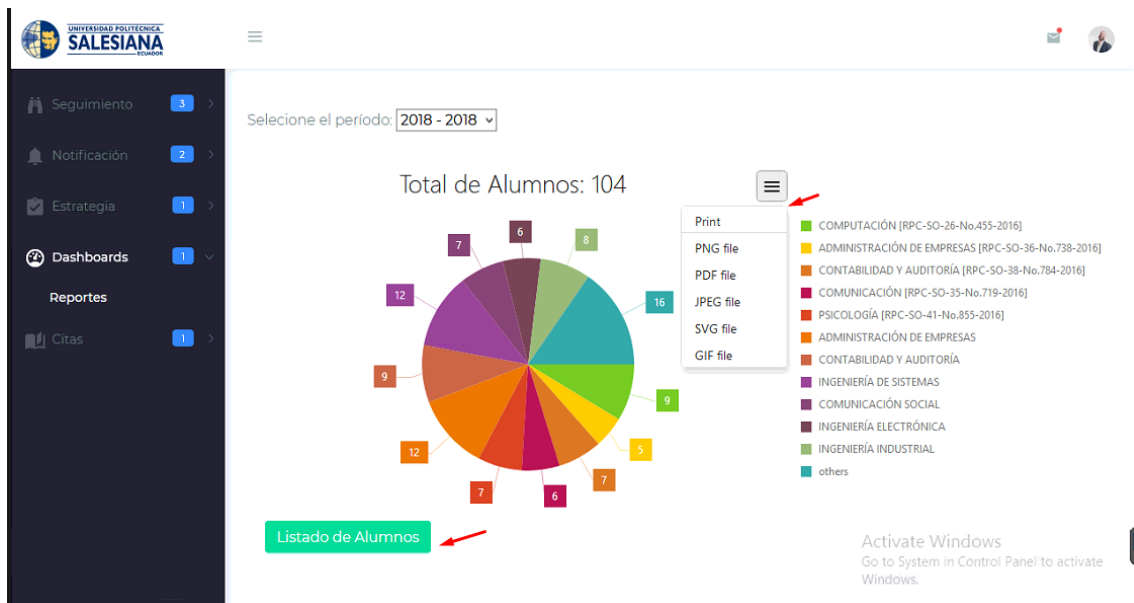 UNIVERSIDAD POLITÉCNICA
SALESIANA
ECUADOR
Seguimiento 3
Notificación 2
Estrategia 1
Dashboards 1
Reportes
Citas 1
Selecione el período: 2018 - 2018
Total de Alumnos: 104
Print
PNG file
PDF file
JPEG file
SVG file
GIF file
6
8
7
16
12
9
9
5
12
7
7
6
COMPUTACIÓN [RPC-SO-26-No.455-2016]
ADMINISTRACIÓN DE EMPRESAS [RPC-SO-36-No.738-2016]
CONTABILIDAD Y AUDITORÍA [RPC-SO-38-No.784-2016]
COMUNICACIÓN [RPC-SO-35-No.719-2016]
PSICOLOGÍA [RPC-SO-41-No.855-2016]
ADMINISTRACIÓN DE EMPRESAS
CONTABILIDAD Y AUDITORÍA
INGENIERÍA DE SISTEMAS
COMUNICACIÓN SOCIAL
INGENIERÍA ELECTRÓNICA
INGENIERÍA INDUSTRIAL
others
Listado de Alumnos
Activate Windows
Go to System in Control Panel to activate
Windows.